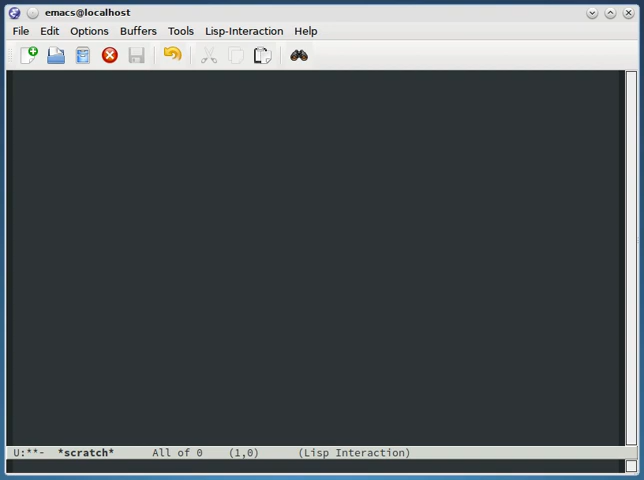 emacs@localhost
File Edit Options Buffers Tools Lisp-Interaction Help
U:**- *scratch* All of 0 (1,0) (Lisp Interaction)